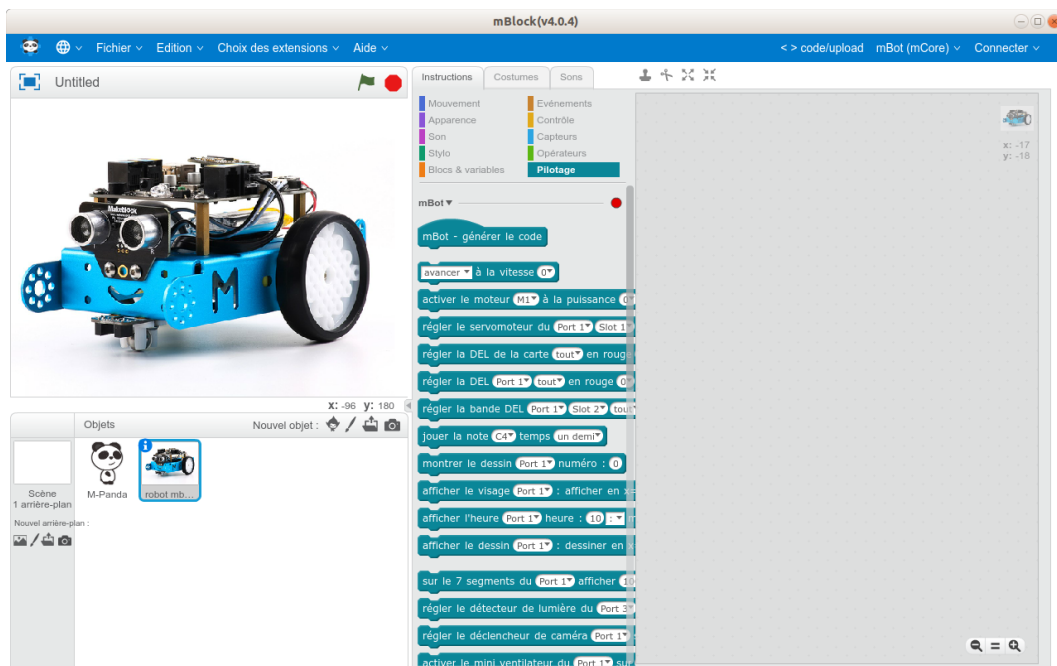 mBlock(v4.0.4)
Fichier Edition Choix des extensions Aide < > code/upload mBot (mCore) Connecter
Untitled
Instructions Costumes Sons
Mouvement Evénements
Apparence Contrôle
Son Capteurs
Stylo Opérateurs
Blocs & variables Pilotage
x: -17
y: -18
mBot
mBot - générer le code
avancer à la vitesse 0
activer le moteur M1 à la puissance 0
régler le servomoteur du Port 1 Slot 1
régler la DEL de la carte tout en rouge
régler la DEL Port 1 tout en rouge 0
régler la bande DEL Port 1 Slot 2 tout
jouer la note C4 temps un demi
montrer le dessin Port 1 numéro : 0
afficher le visage Port 1 : afficher en x
afficher l'heure Port 1 heure : 10 :
afficher le dessin Port 1 : dessiner en
sur le 7 segments du Port 1 afficher 10
régler le détecteur de lumière du Port 3
régler le déclencheur de caméra Port 1
activer le mini ventilateur du Port 1 su
Makeblock
M
X: -96 Y: 180
Objets Nouvel objet :
Scène
1 arrière-plan
M-Panda robot mb...
Nouvel arrière-plan :